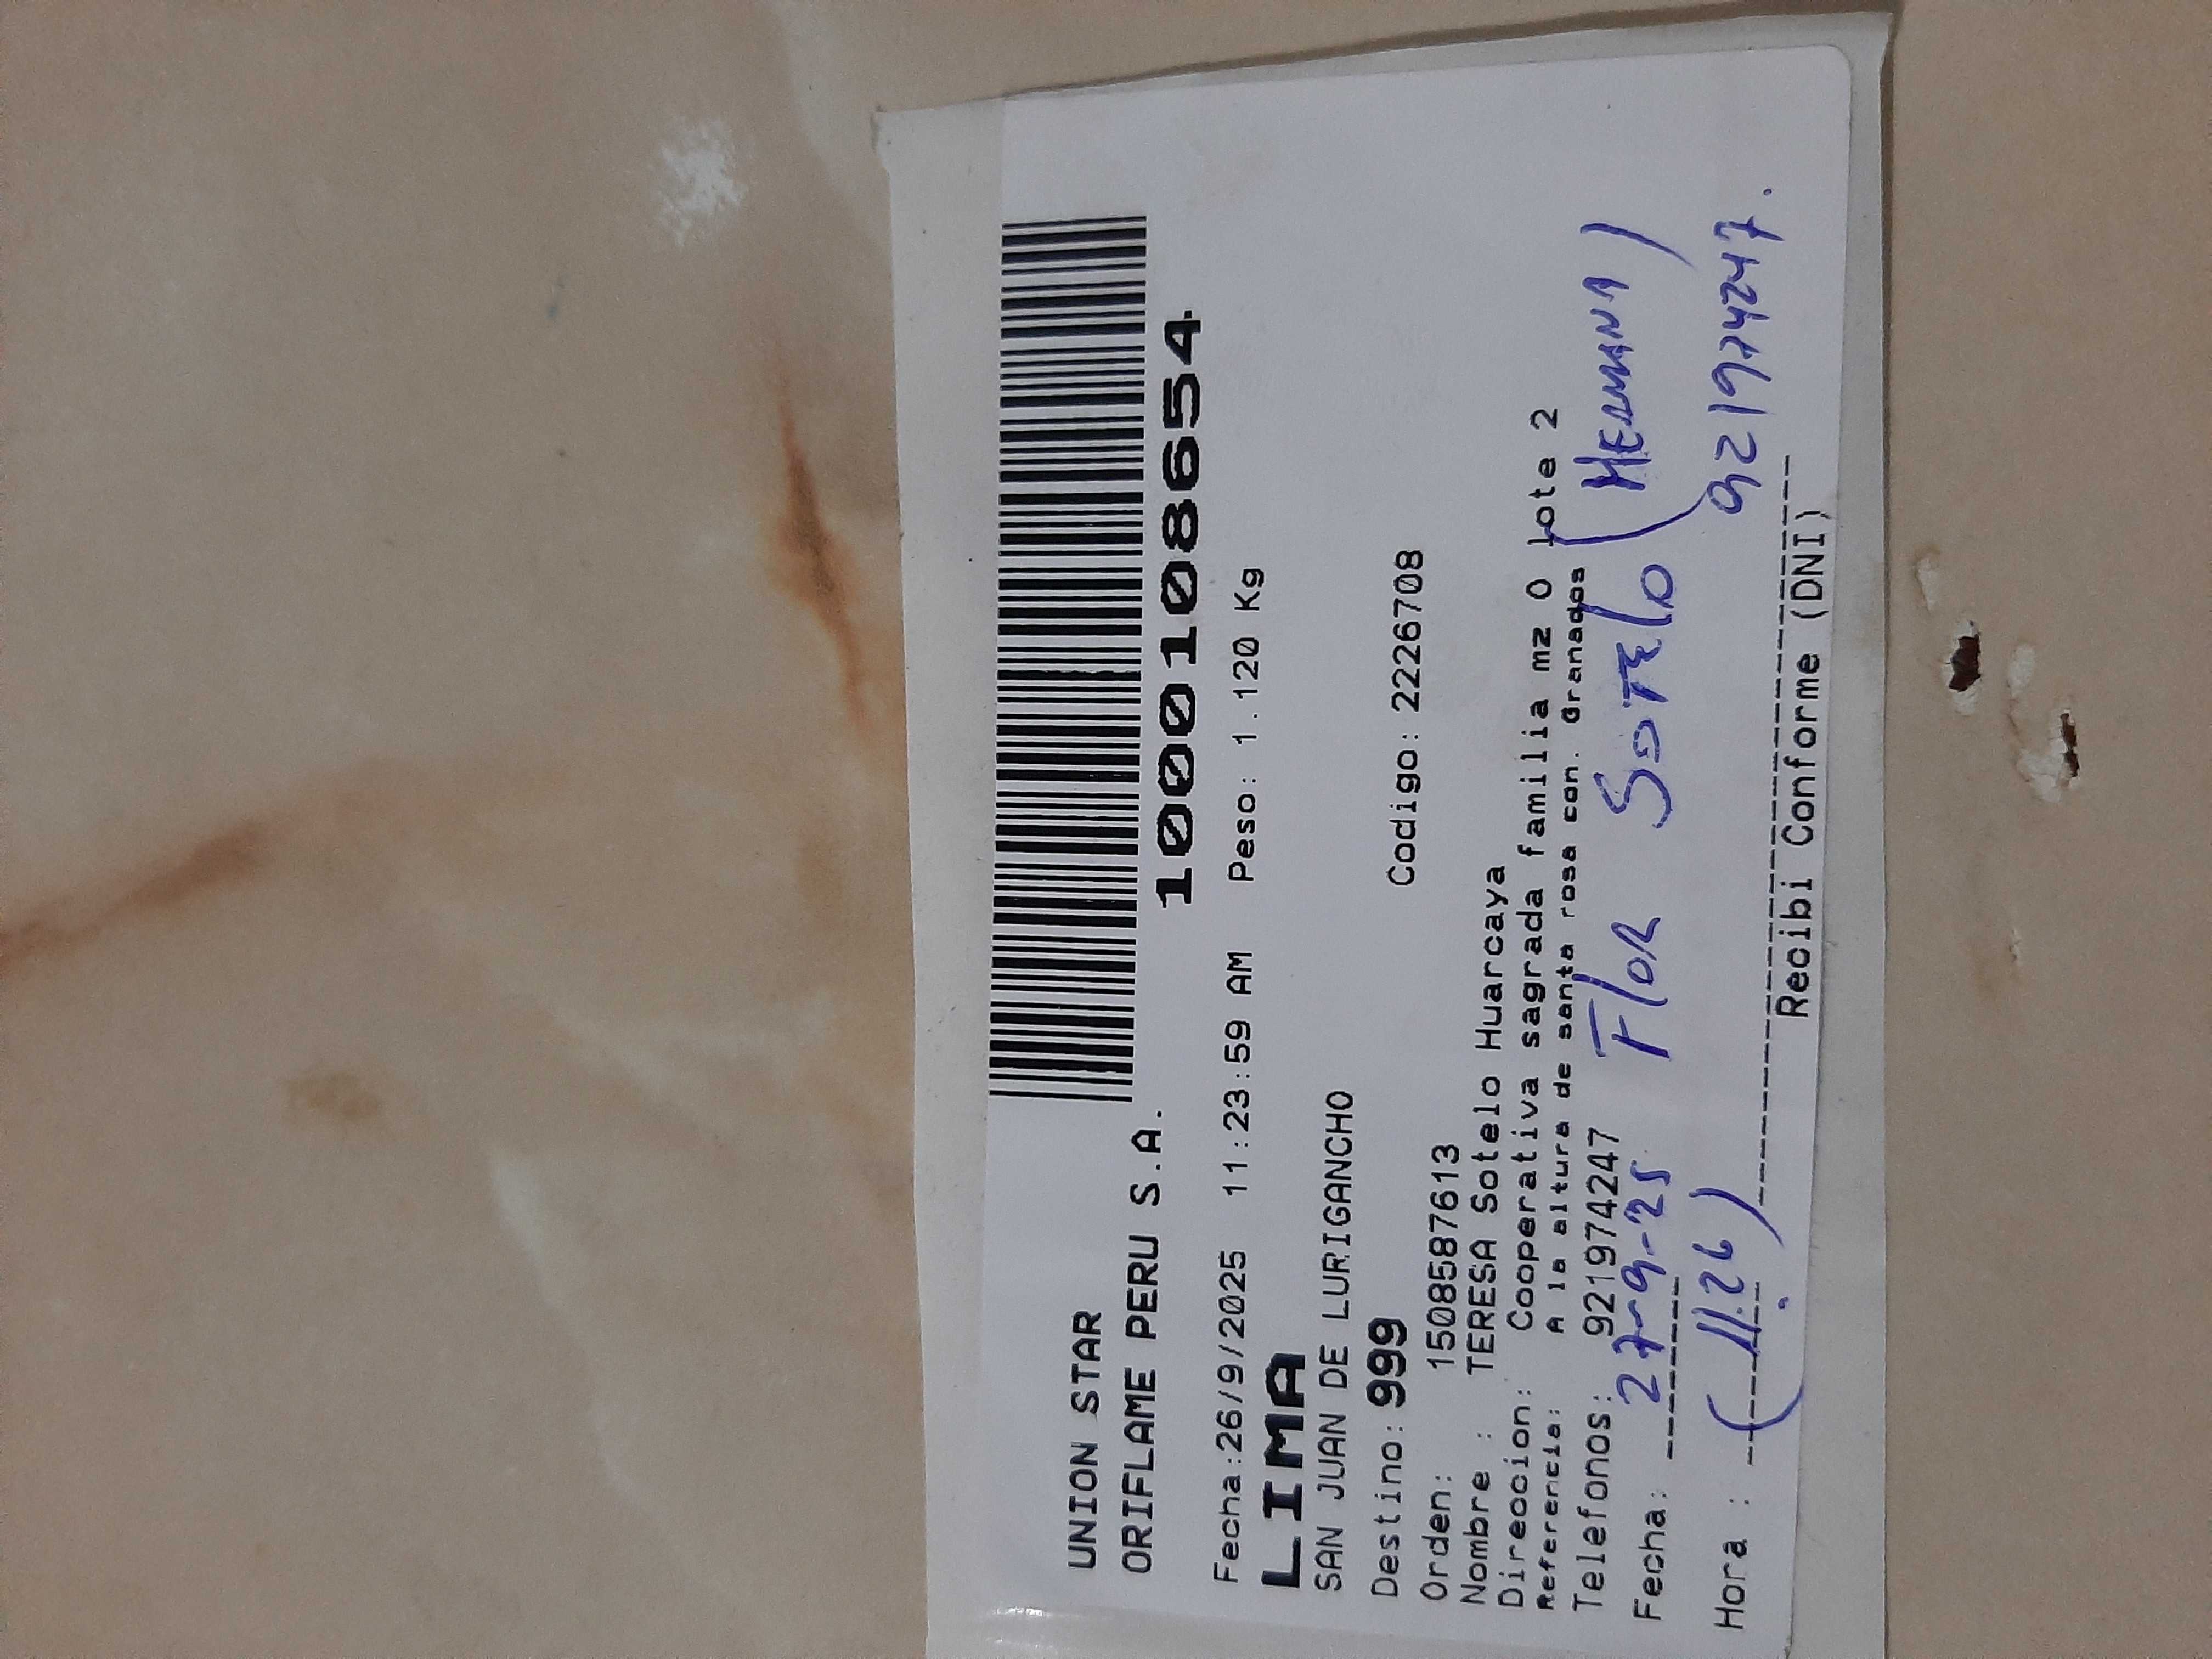 UNION STAR
ORIFLAME PERU S.A.
1000108654
Fecha:26/9/2025 11:23:59 AM Peso: 1.120 Kg
LIMA
SAN JUAN DE LURIGANCHO
Destino: 999 Codigo: 2226708
Orden: 1508587613
Nombre : TERESA Sotelo Huarcaya
Direccion: Cooperativa sagrada familia mz O lote 2
Referencia: A la altura de santa rosa con. Granados
Telefonos: 921974247
Fecha: 27-9-25 Flor SOTElO (HERMANA)
Hora : (11:26) 921974247.
Recibi Conforme (DNI)